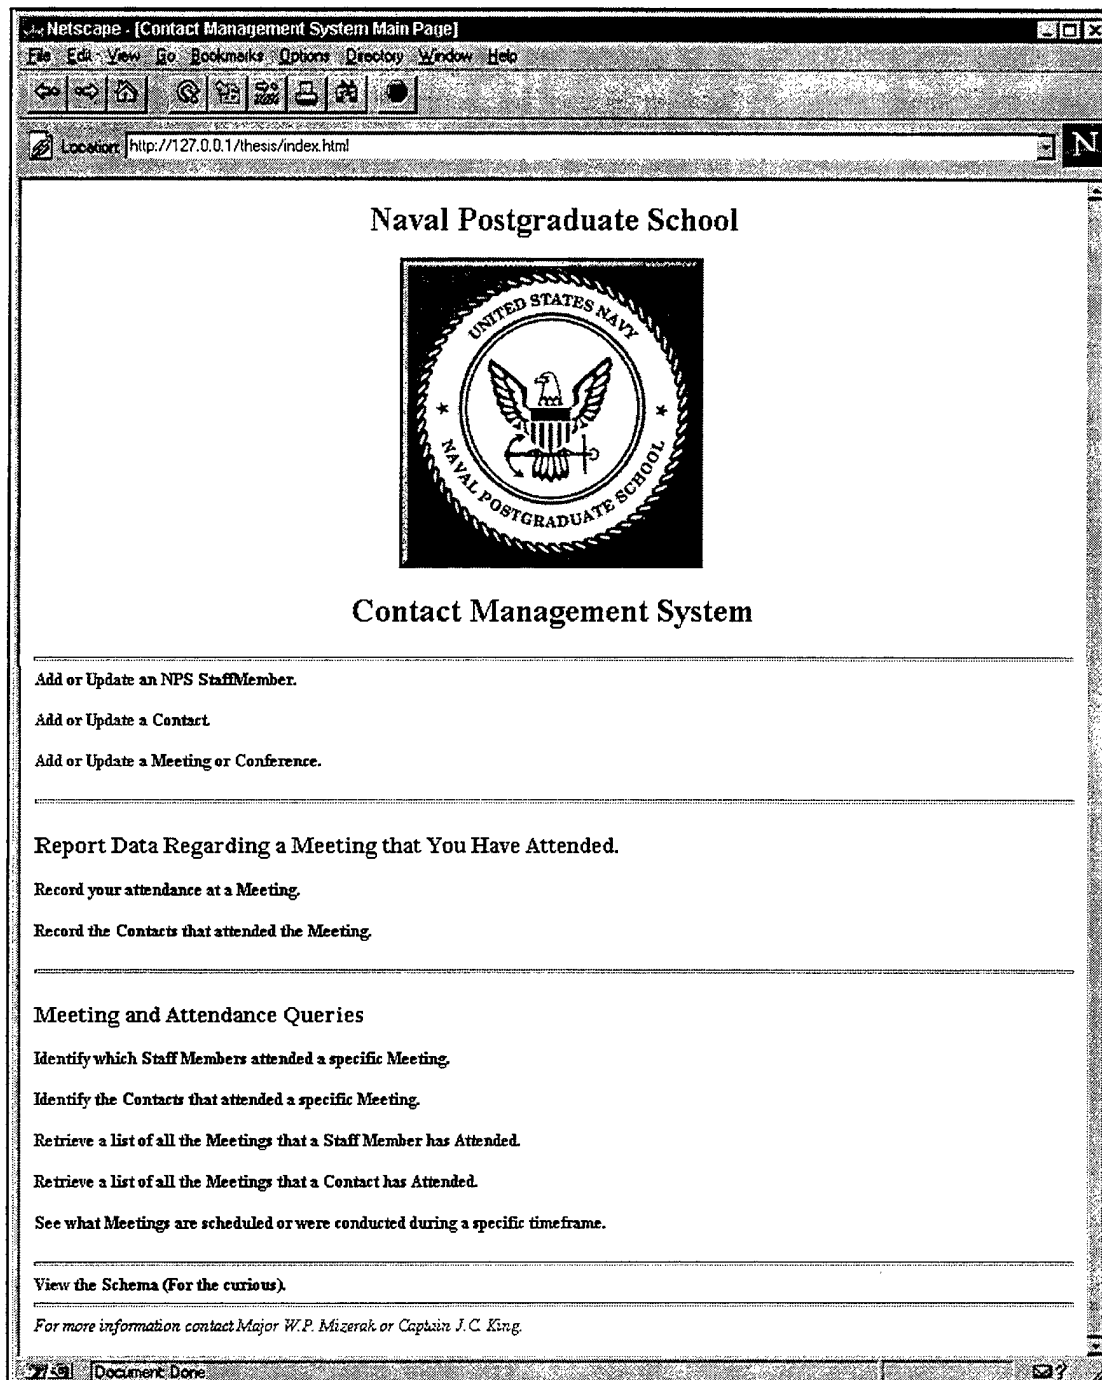 Netscape - [Contact Management System Main Page]
File Edit View Go Bookmarks Options Directory Window Help
Location: http://127.0.0.1/thesis/index.html
N
Naval Postgraduate School
UNITED STATES NAVY
NAVAL POSTGRADUATE SCHOOL
Contact Management System
Add or Update an NPS StaffMember.
Add or Update a Contact.
Add or Update a Meeting or Conference.
Report Data Regarding a Meeting that You Have Attended.
Record your attendance at a Meeting.
Record the Contacts that attended the Meeting.
Meeting and Attendance Queries
Identify which Staff Members attended a specific Meeting.
Identify the Contacts that attended a specific Meeting.
Retrieve a list of all the Meetings that a Staff Member has Attended.
Retrieve a list of all the Meetings that a Contact has Attended.
See what Meetings are scheduled or were conducted during a specific timeframe.
View the Schema (For the curious).
For more information contact Major W.P. Mizerak or Captain J.C. King.
Document: Done
?